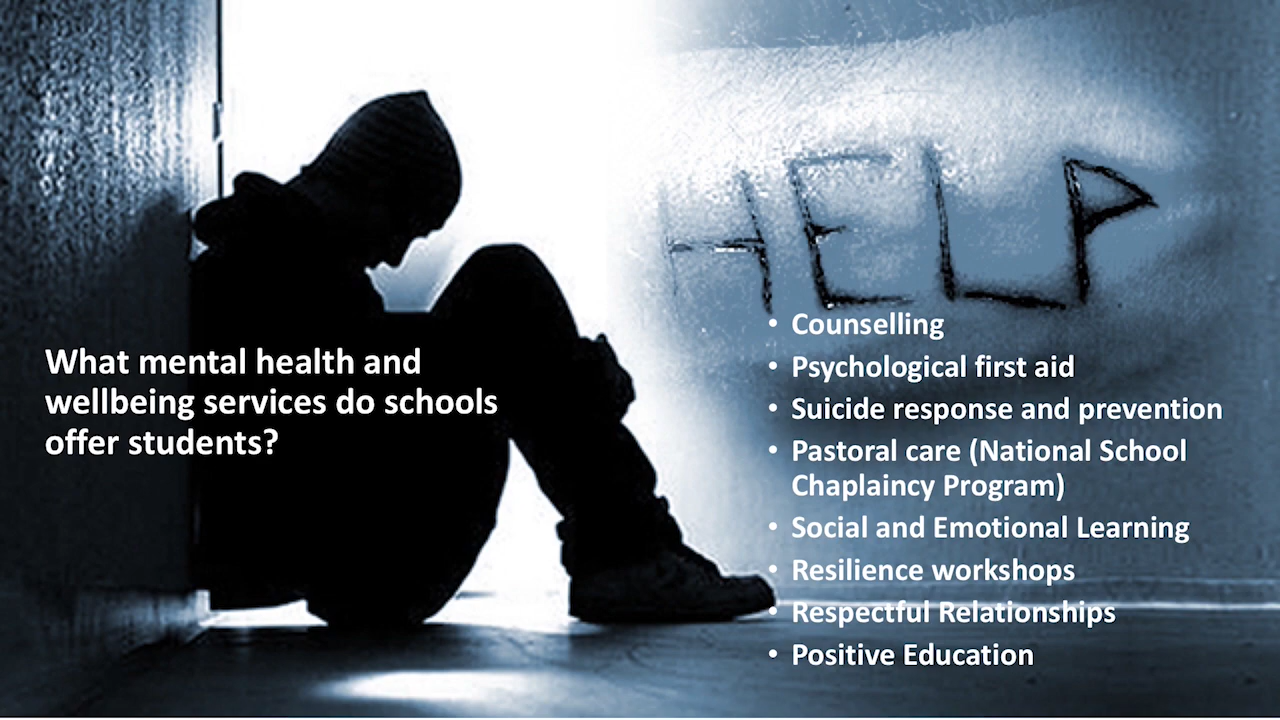 HELP
What mental health and
wellbeing services do schools
offer students?
• Counselling
• Psychological first aid
• Suicide response and prevention
• Pastoral care (National School
Chaplaincy Program)
• Social and Emotional Learning
• Resilience workshops
• Respectful Relationships
• Positive Education